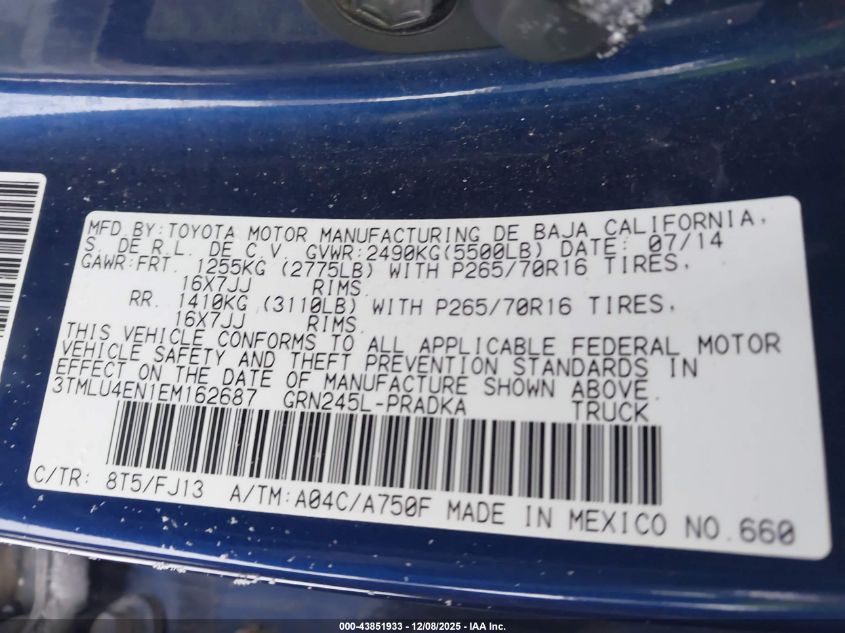 MFD.BY:TOYOTA MOTOR MANUFACTURING DE BAJA CALIFORNIA,
S. DE R.L. DE C.V. GVWR:2490KG(5500LB) DATE: 07/14
GAWR:FRT. 1255KG (2775LB) WITH P265/70R16 TIRES,
16X7JJ RIMS
RR. 1410KG (3110LB) WITH P265/70R16 TIRES,
16X7JJ RIMS.
THIS VEHICLE CONFORMS TO ALL APPLICABLE FEDERAL MOTOR
VEHICLE SAFETY AND THEFT PREVENTION STANDARDS IN
EFFECT ON THE DATE OF MANUFACTURE SHOWN ABOVE.
3TMLU4EN1EM162687 GRN245L-PRADKA TRUCK
C/TR: 8T5/FJ13 A/TM:A04C/A750F MADE IN MEXICO NO.660
000-43851933 - 12/08/2025 - IAA Inc.